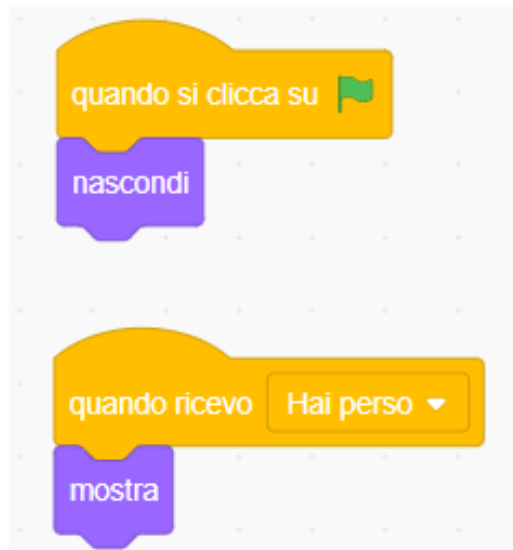 quando si clicca su
nascondi
quando ricevo Hai perso
mostra